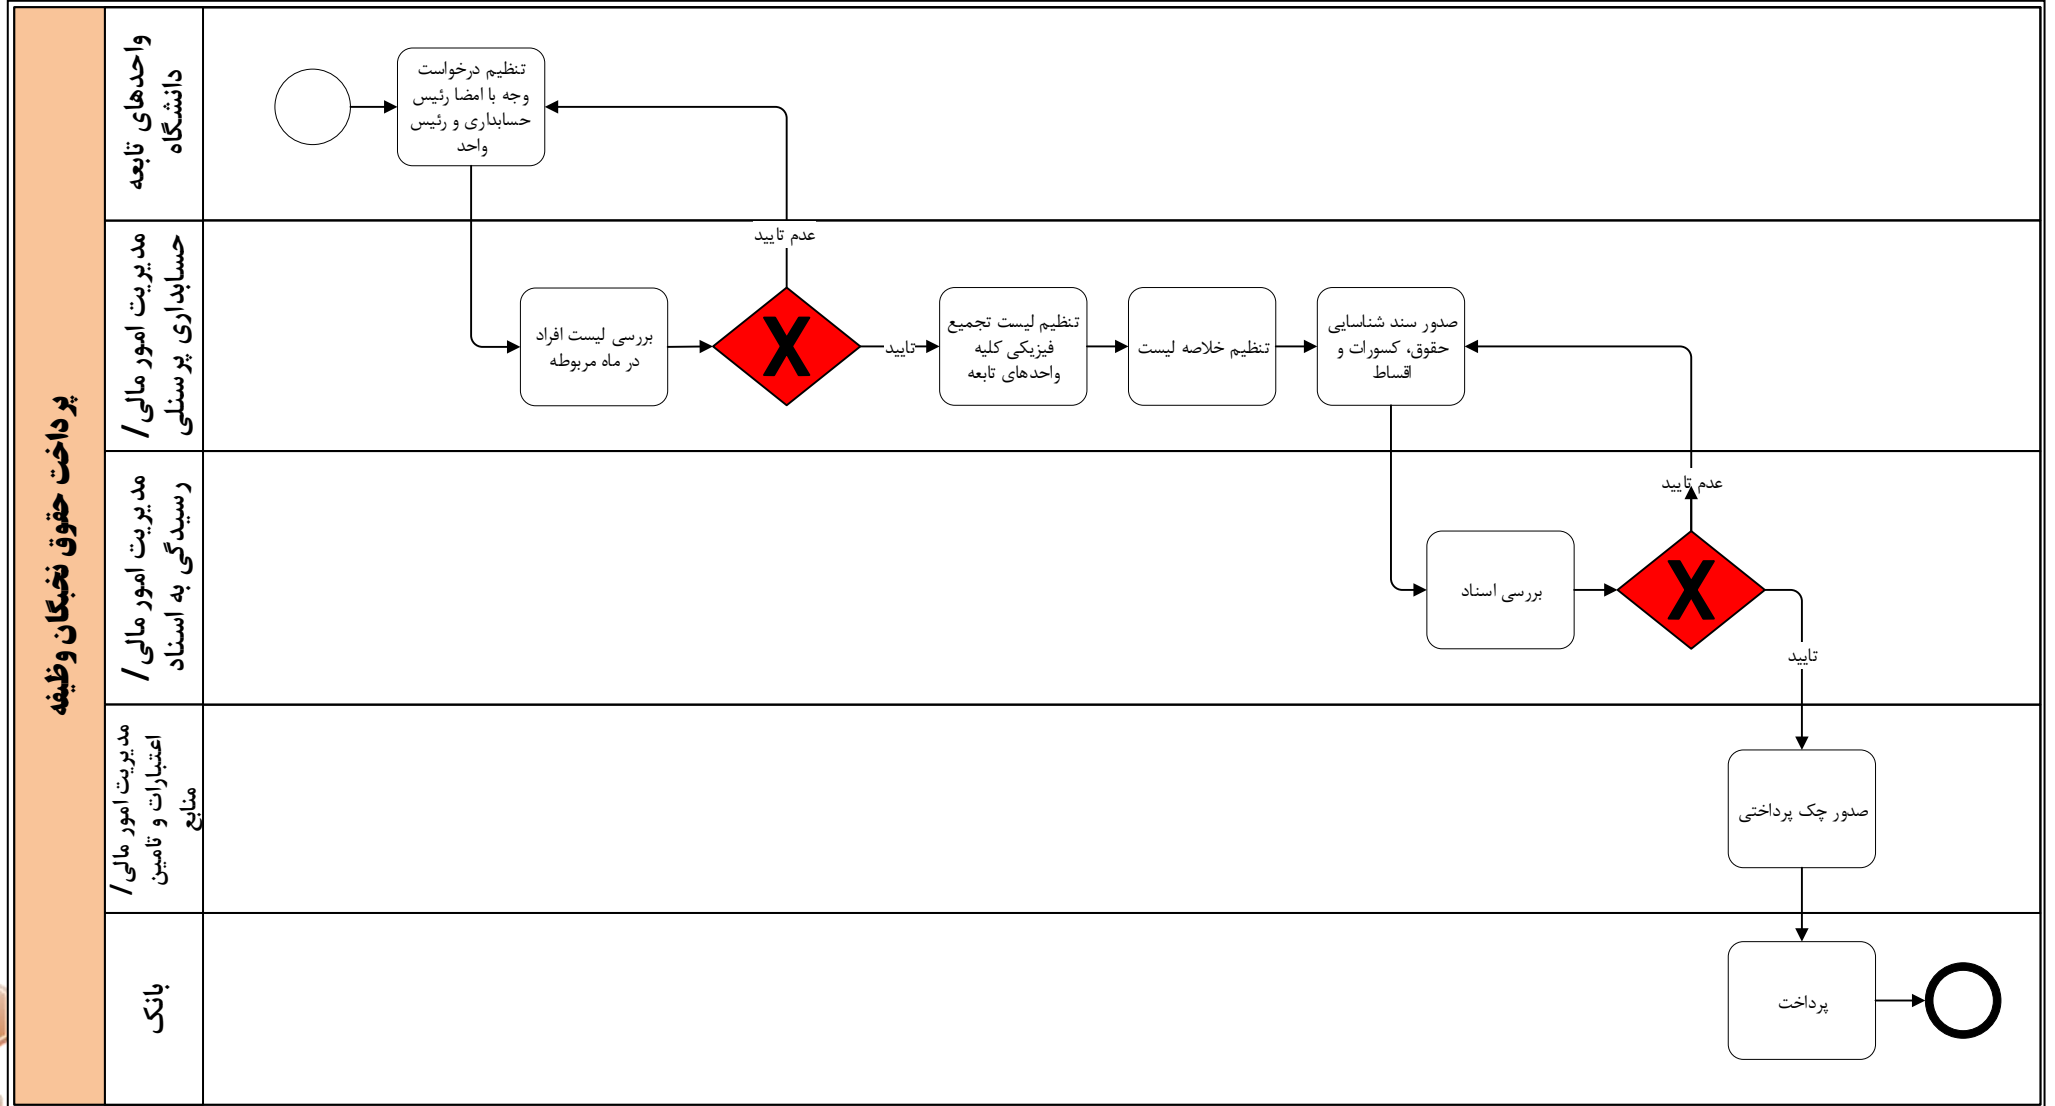 پرداخت حقوق نخبگان وظیفه
واحدهای تابعه
دانشگاه
تنظیم درخواست
وجه با امضا رئیس
حسابداری و رئیس
واحد
مدیریت امور مالی/
حسابداری پرسنلی
بررسی لیست افراد
در ماه مربوطه
X
عدم تایید
تایید
تنظیم لیست تجمیع
فیزیکی کلیه
واحدهای تابعه
تنظیم خلاصه لیست
صدور سند شناسایی
حقوق، کسورات و
اقساط
مدیریت امور مالی/
رسیدگی به اسناد
بررسی اسناد
X
عدم تایید
تایید
مدیریت امور مالی/
اعتبارات و تامین
منابع
صدور چک پرداختی
بانک
پرداخت